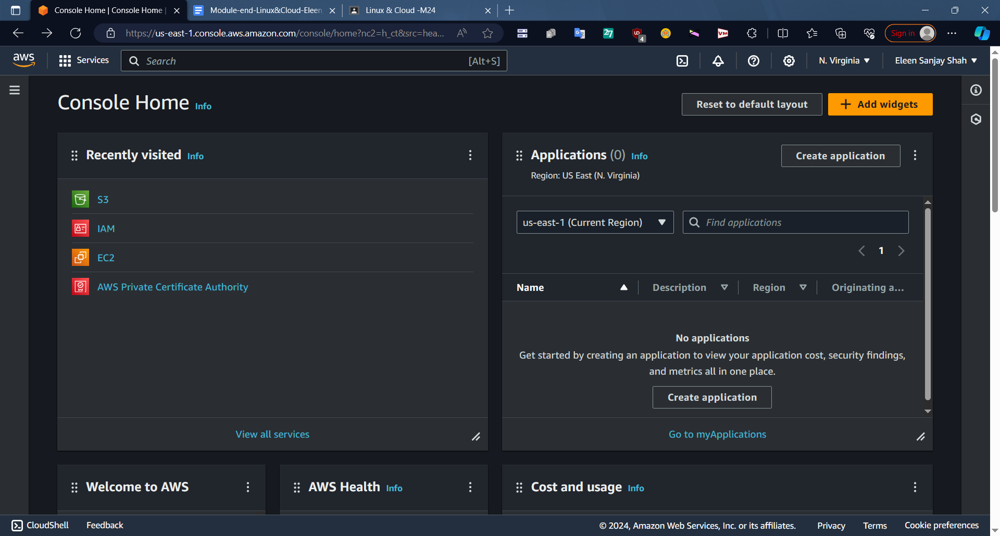 Console Home | Console Home |
Module-end-Linux&Cloud-Eleen
Linux & Cloud -M24
https://us-east-1.console.aws.amazon.com/console/home?nc2=h_ct&src=hea...
27
4
VM
Sign in
aws
Services
Search
[Alt+S]
N. Virginia
Eleen Sanjay Shah
Console Home Info
Reset to default layout
Add widgets
Recently visited Info
S3
IAM
EC2
AWS Private Certificate Authority
View all services
Applications (0) Info
Region: US East (N. Virginia)
Create application
us-east-1 (Current Region)
Find applications
1
Name
Description
Region
Originating a...
No applications
Get started by creating an application to view your application cost, security findings,
and metrics all in one place.
Create application
Go to myApplications
Welcome to AWS
AWS Health Info
Cost and usage Info
CloudShell
Feedback
© 2024, Amazon Web Services, Inc. or its affiliates.
Privacy
Terms
Cookie preferences